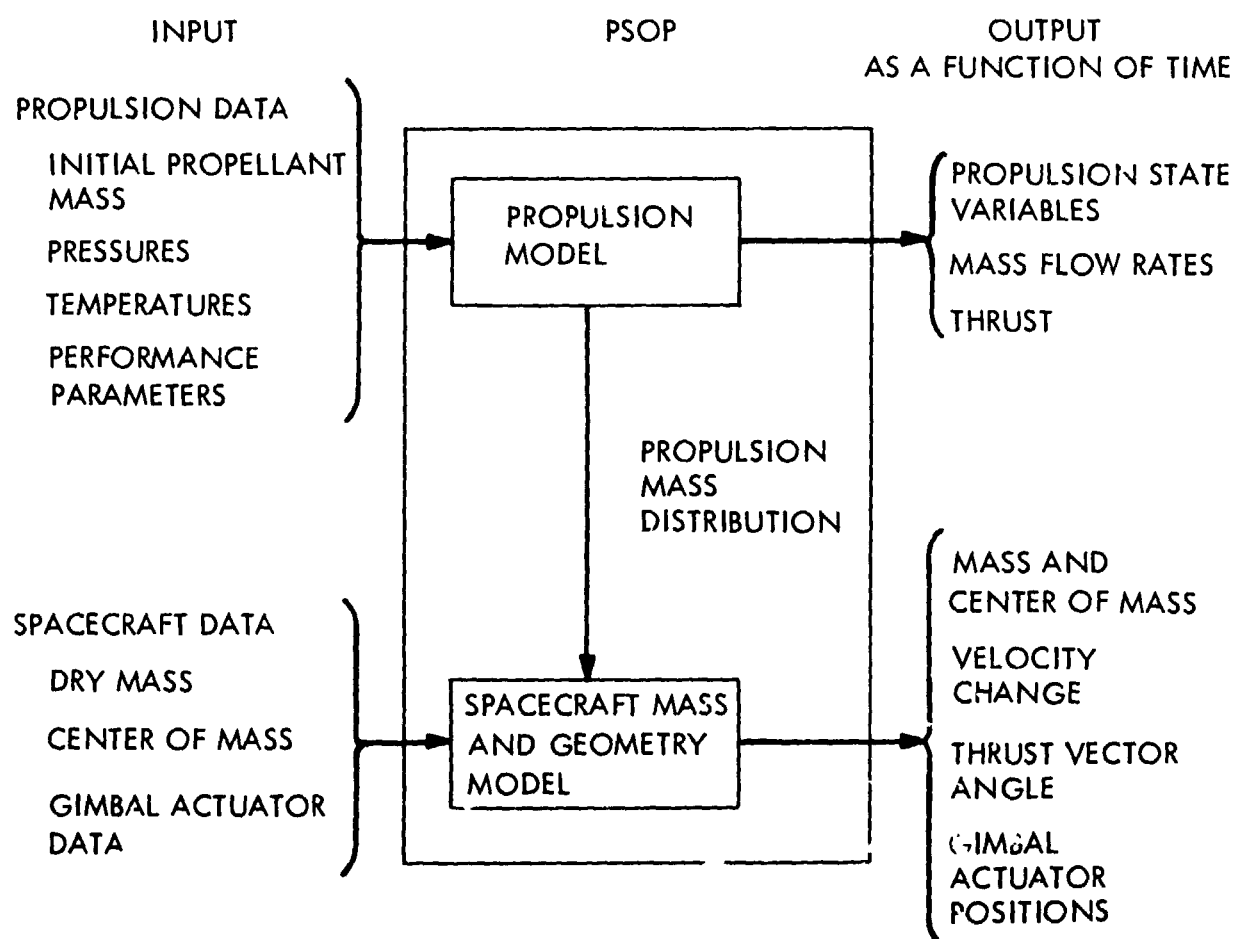 INPUT
PSOP
OUTPUT
AS A FUNCTION OF TIME
PROPULSION DATA
INITIAL PROPELLANT
MASS
PRESSURES
TEMPERATURES
PERFORMANCE
PARAMETERS
PROPULSION
MODEL
PROPULSION STATE
VARIABLES
MASS FLOW RATES
THRUST
PROPULSION
MASS
DISTRIBUTION
SPACECRAFT DATA
DRY MASS
CENTER OF MASS
GIMBAL ACTUATOR
DATA
SPACECRAFT MASS
AND GEOMETRY
MODEL
MASS AND
CENTER OF MASS
VELOCITY
CHANGE
THRUST VECTOR
ANGLE
GIMBAL
ACTUATOR
POSITIONS